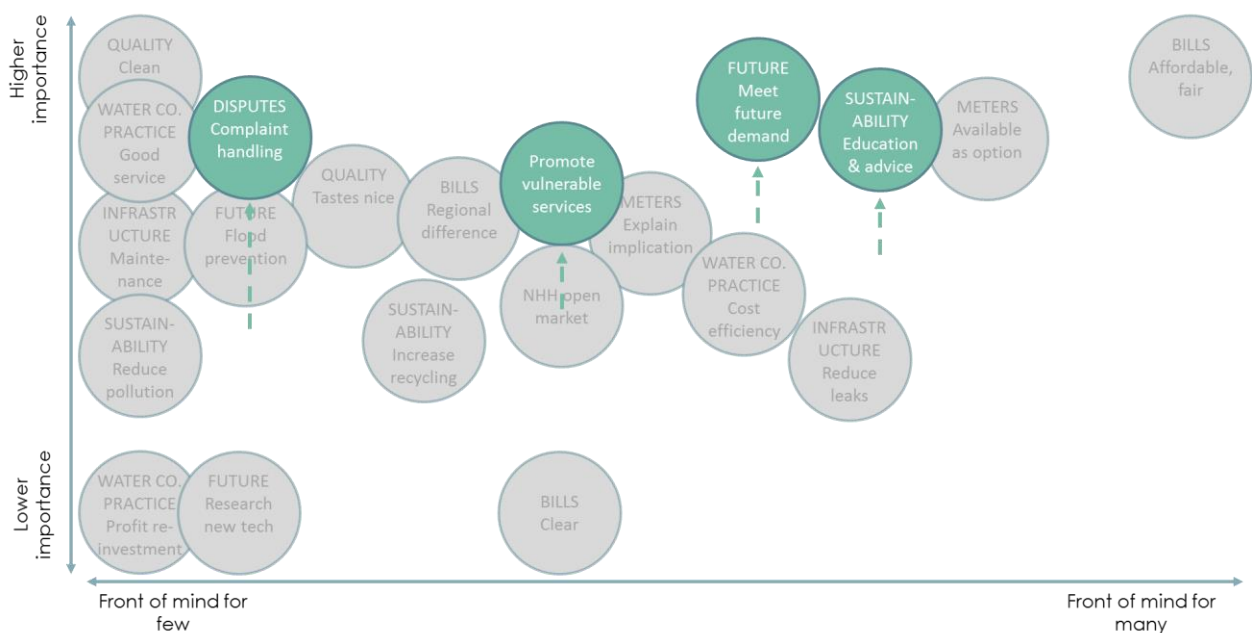 Higher
importance
QUALITY
Clean
WATER CO.
PRACTICE
Good
service
DISPUTES
Complaint
handling
INFRASTR
UCTURE
Mainte-
nance
FUTURE
Flood
prevention
SUSTAIN-
ABILITY
Reduce
pollution
QUALITY
Tastes nice
BILLS
Regional
difference
SUSTAIN-
ABILITY
Increase
recycling
Promote
vulnerable
services
NHH open
market
METERS
Explain
implication
FUTURE
Meet
future
demand
WATER CO.
PRACTICE
Cost
efficiency
SUSTAIN-
ABILITY
Education
& advice
INFRASTR
UCTURE
Reduce
leaks
METERS
Available
as option
BILLS
Affordable,
fair
Lower
importance
WATER CO.
PRACTICE
Profit re-
investment
FUTURE
Research
new tech
BILLS
Clear
Front of mind for
few
Front of mind for
many